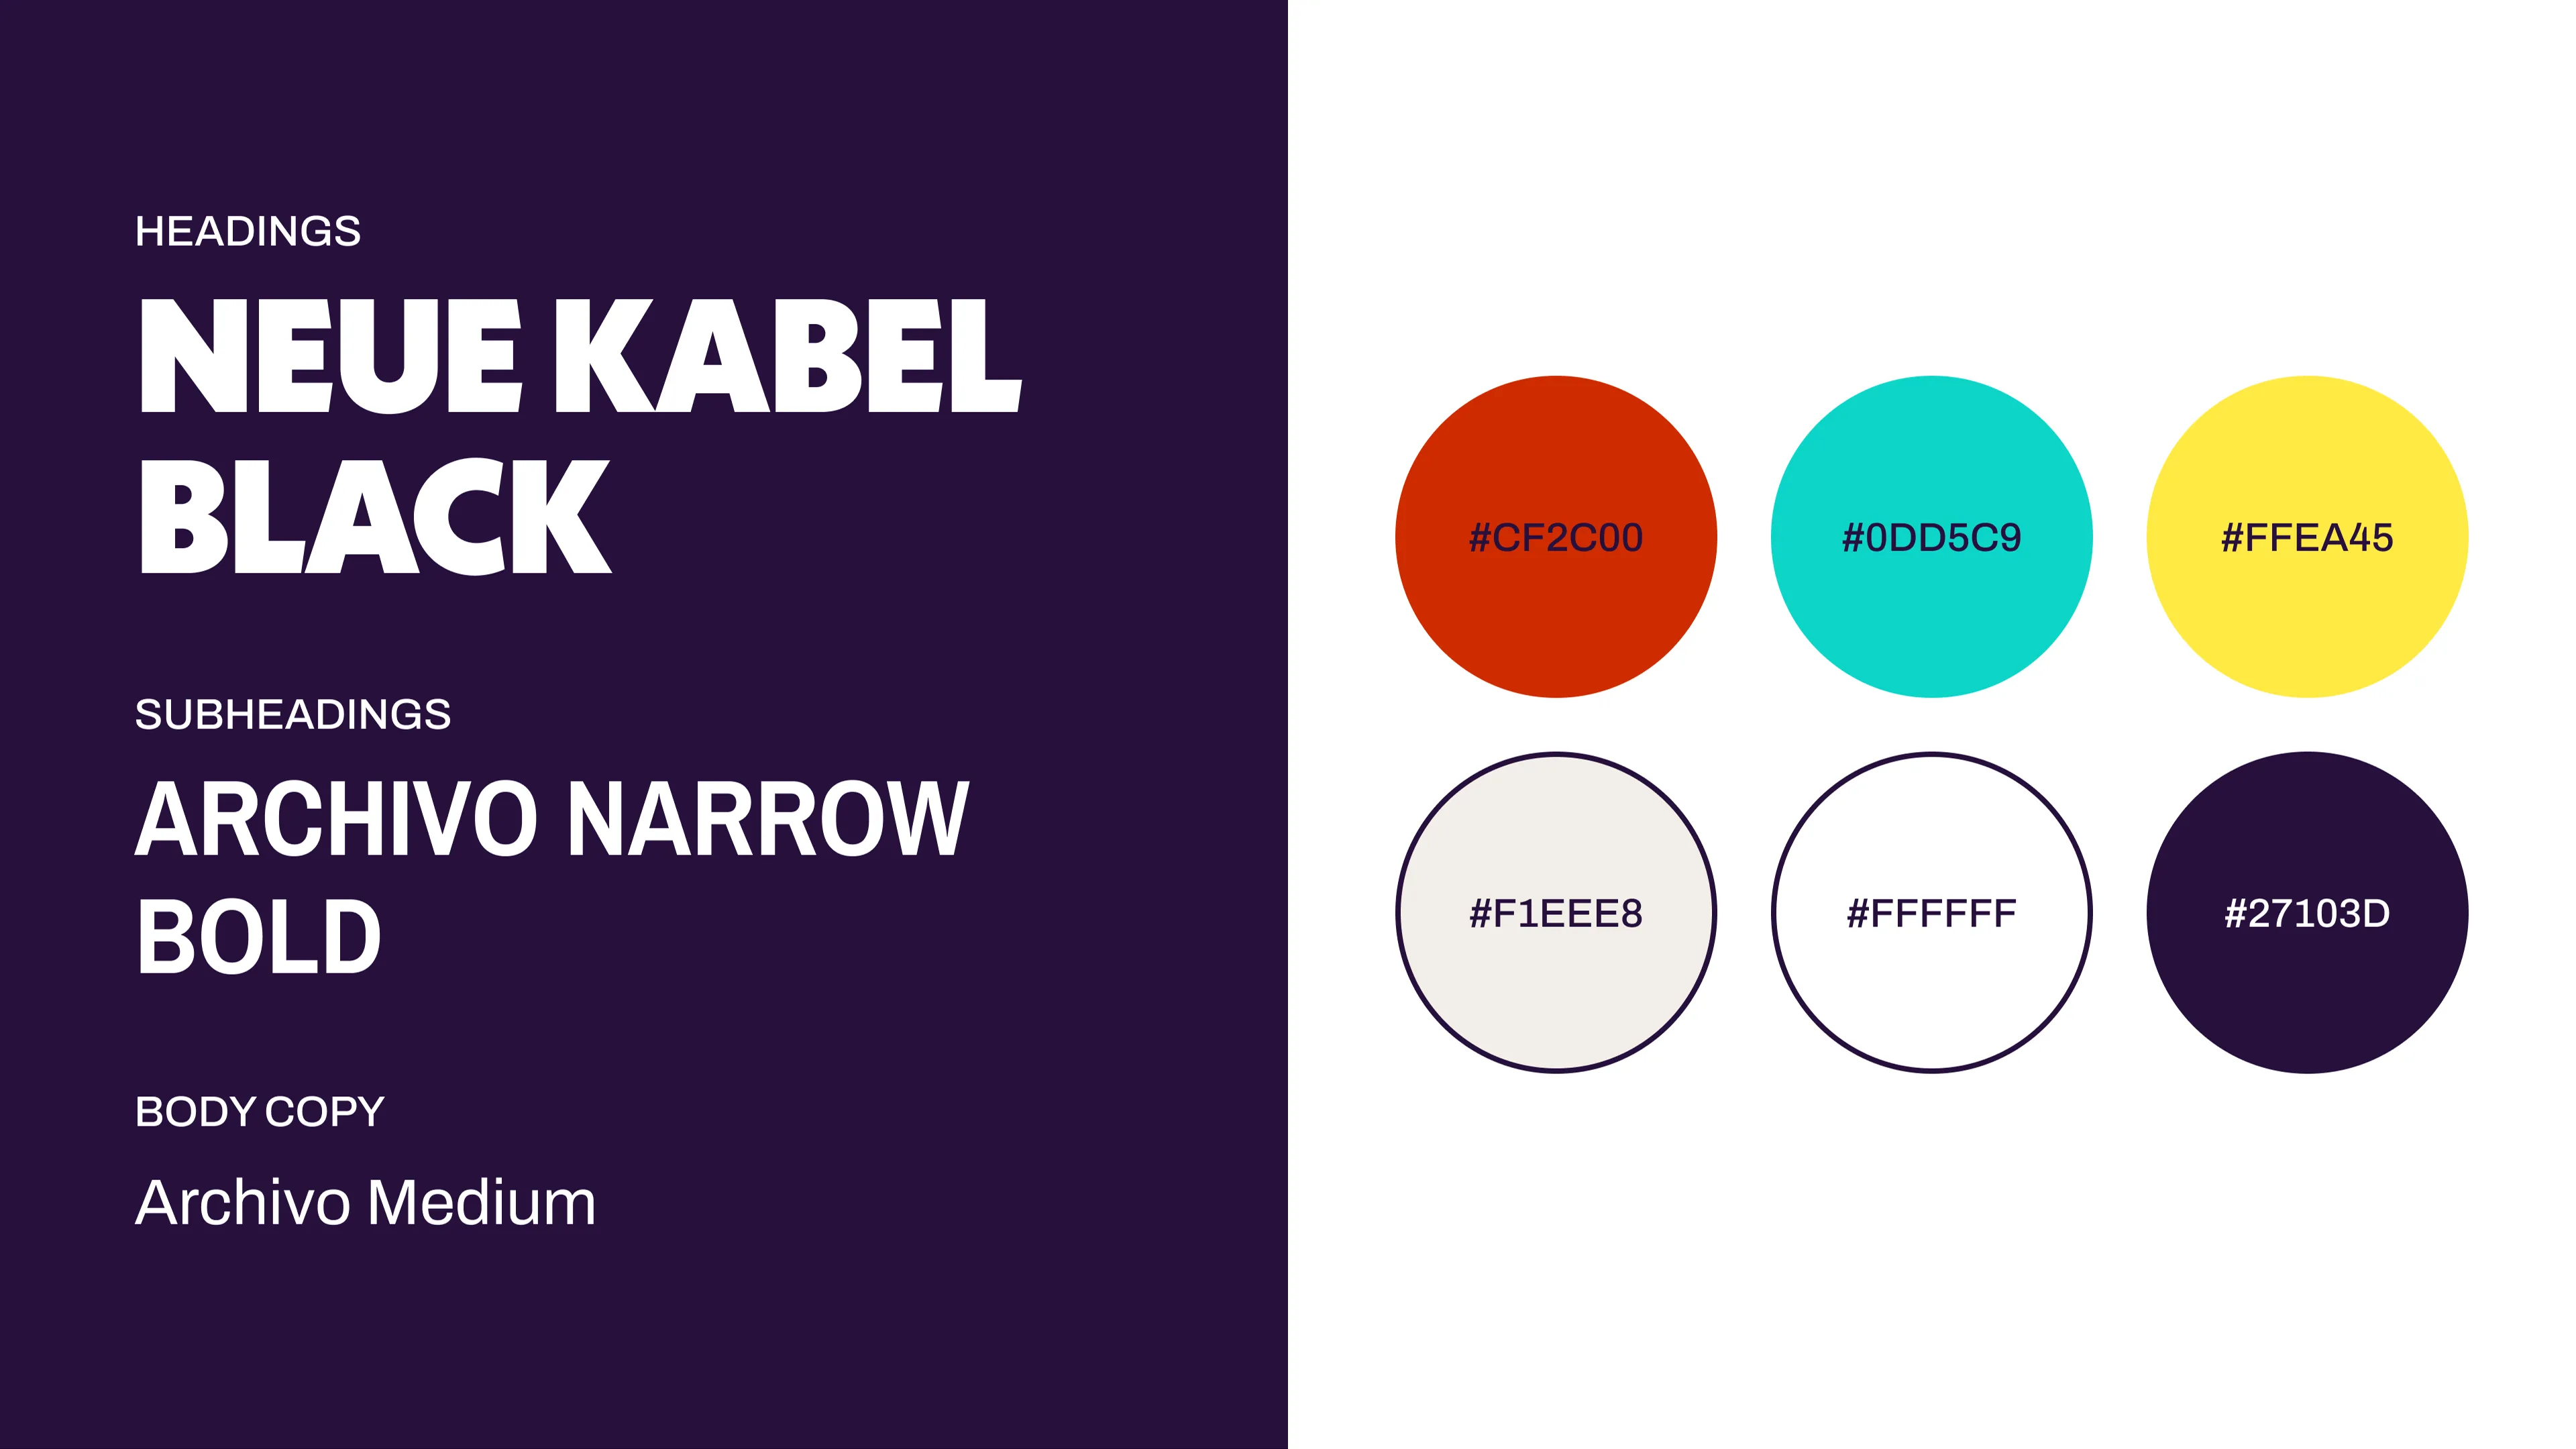 HEADINGS
NEUE KABEL
BLACK
SUBHEADINGS
ARCHIVO NARROW
BOLD
BODY COPY
Archivo Medium
#CF2C00
#0DD5C9
#FFEA45
#F1EEE8
#FFFFFF
#27103D